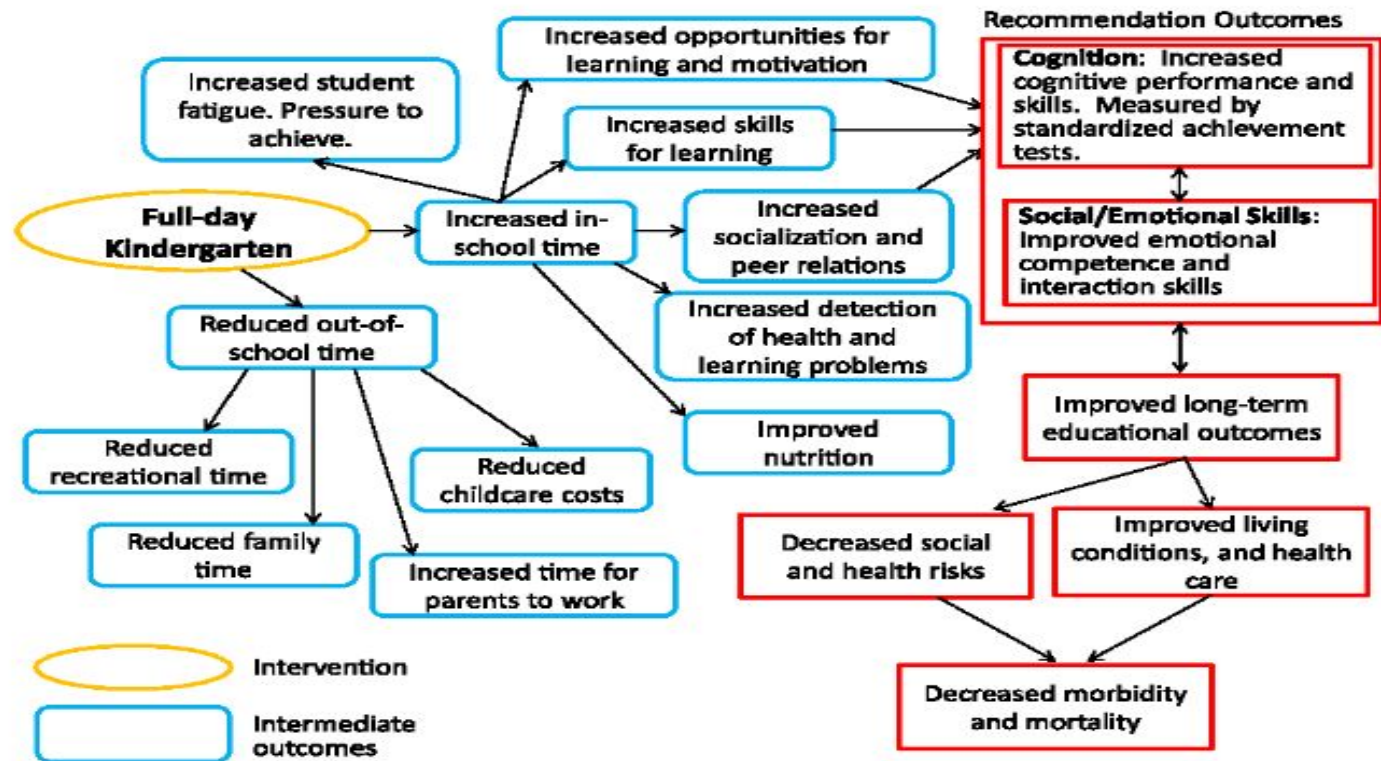 Recommendation Outcomes
Increased opportunities for
learning and motivation
Cognition: Increased
cognitive performance and
skills. Measured by
standardized achievement
tests.
Increased student
fatigue. Pressure to
achieve.
Increased skills
for learning
Full-day
Kindergarten
Increased in-
school time
Increased
socialization and
peer relations
Social/Emotional Skills:
Improved emotional
competence and
interaction skills
Reduced out-of-
school time
Increased detection
of health and
learning problems
Improved long-term
educational outcomes
Reduced
recreational time
Reduced
childcare costs
Improved
nutrition
Reduced family
time
Increased time for
parents to work
Decreased social
and health risks
Improved living
conditions, and health
care
Intervention
Intermediate
outcomes
Decreased morbidity
and mortality